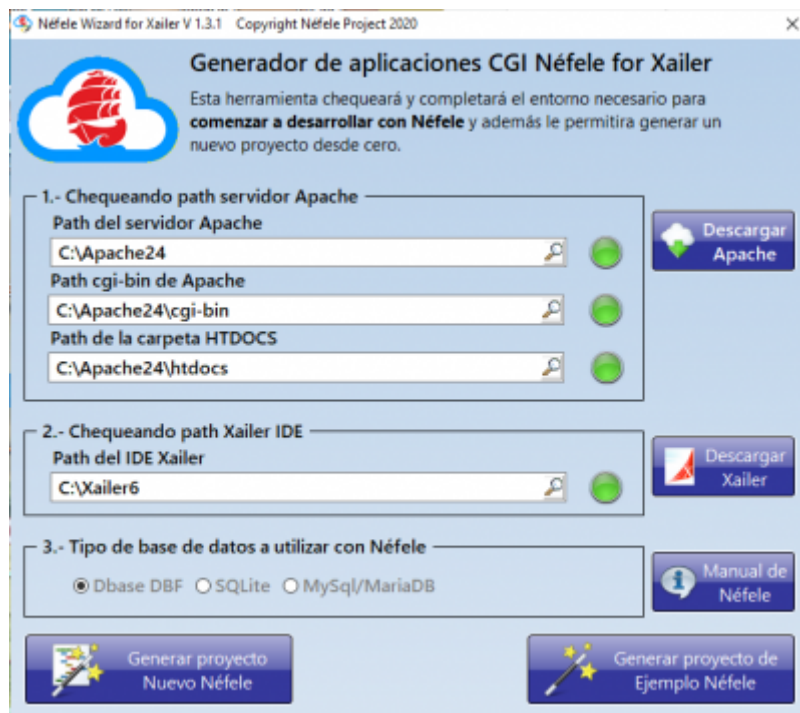 Néfele Wizard for Xailer V 1.3.1 Copyright Néfele Project 2020
Generador de aplicaciones CGI Néfele for Xailer
Esta herramienta chequeará y completará el entorno necesario para
comenzar a desarrollar con Néfele y además le permitira generar un
nuevo proyecto desde cero.
1.- Chequeando path servidor Apache
Path del servidor Apache
C:\Apache24
Descargar
Apache
Path cgi-bin de Apache
C:\Apache24\cgi-bin
Path de la carpeta HTDOCS
C:\Apache24\htdocs
2.- Chequeando path Xailer IDE
Path del IDE Xailer
C:\Xailer6
Descargar
Xailer
3.- Tipo de base de datos a utilizar con Néfele
Dbase DBF SQLite MySql/MariaDB
Manual de
Néfele
Generar proyecto
Nuevo Néfele
Generar proyecto de
Ejemplo Néfele